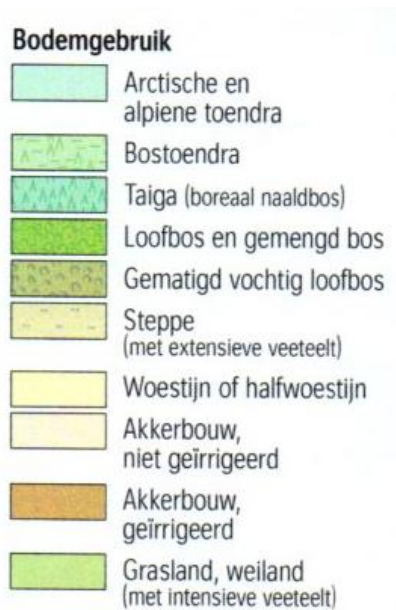 Bodemgebruik
Arctische en
alpiene toendra
Bostoendra
Taiga (boreaal naaldbos)
Loofbos en gemengd bos
Gematigd vochtig loofbos
Steppe
(met extensieve veeteelt)
Woestijn of halfwoestijn
Akkerbouw,
niet geïrrigeerd
Akkerbouw,
geïrrigeerd
Grasland, weiland
(met intensieve veeteelt)